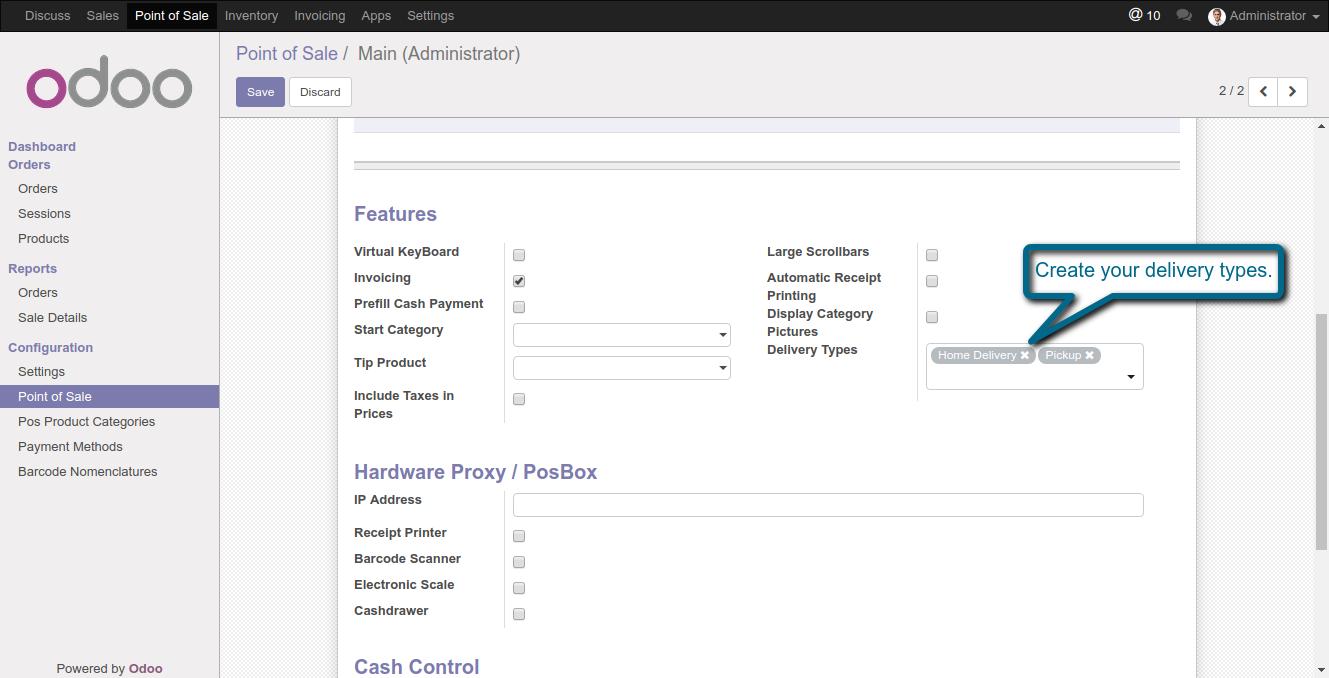 Discuss Sales Point of Sale Inventory Invoicing Apps Settings @ 10 Administrator
odoo
Point of Sale / Main (Administrator)
Save Discard 2 / 2
Dashboard
Orders
Orders
Sessions
Products
Reports
Orders
Sale Details
Configuration
Settings
Point of Sale
Pos Product Categories
Payment Methods
Barcode Nomenclatures
Powered by Odoo
Features
Virtual KeyBoard
Invoicing
Prefill Cash Payment
Start Category
Tip Product
Include Taxes in
Prices
Large Scrollbars
Automatic Receipt
Printing
Display Category
Pictures
Delivery Types
Home Delivery Pickup
Create your delivery types.
Hardware Proxy / PosBox
IP Address
Receipt Printer
Barcode Scanner
Electronic Scale
Cashdrawer
Cash Control